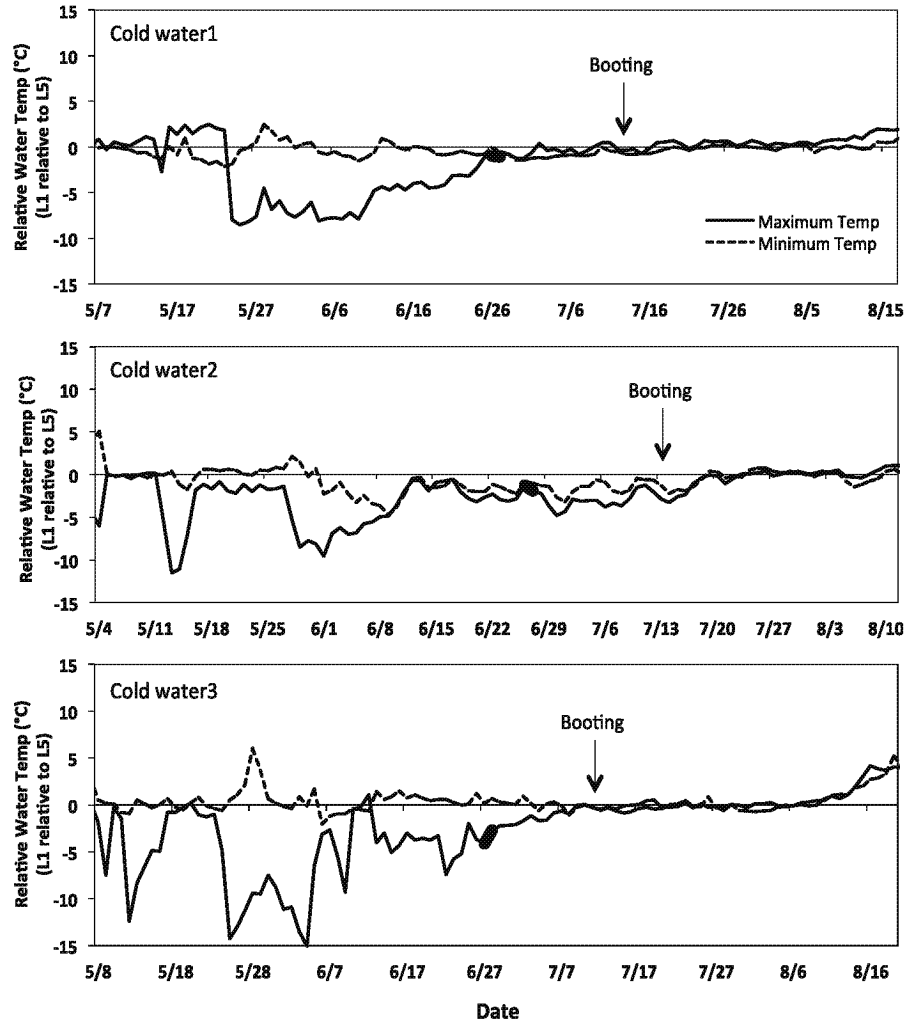 Cold water1
Relative Water Temp (°C)
(L1 relative to L5)
15
10
5
0
-5
-10
-15
Booting
Maximum Temp
Minimum Temp
5/7 5/17 5/27 6/6 6/16 6/26 7/6 7/16 7/26 8/5 8/15
Cold water2
Relative Water Temp (°C)
(L1 relative to L5)
15
10
5
0
-5
-10
-15
Booting
5/4 5/11 5/18 5/25 6/1 6/8 6/15 6/22 6/29 7/6 7/13 7/20 7/27 8/3 8/10
Cold water3
Relative Water Temp (°C)
(L1 relative to L5)
15
10
5
0
-5
-10
-15
Booting
5/8 5/18 5/28 6/7 6/17 6/27 7/7 7/17 7/27 8/6 8/16
Date